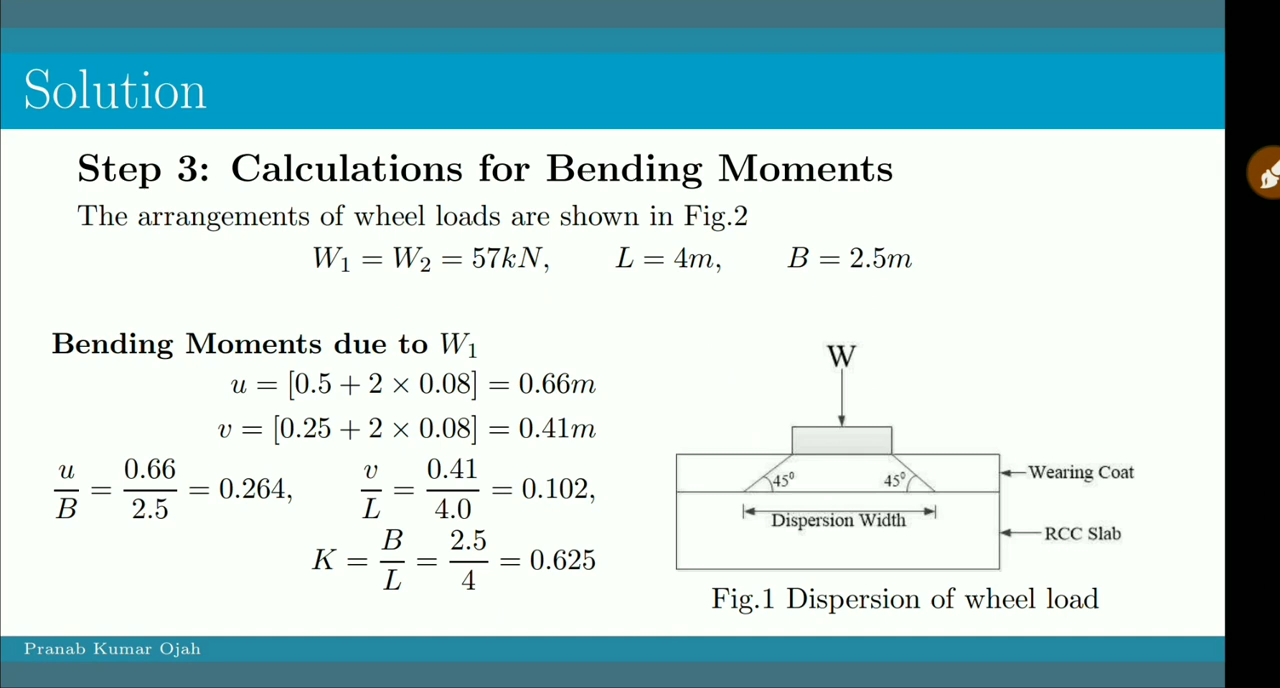 Solution
Step 3: Calculations for Bending Moments
The arrangements of wheel loads are shown in Fig.2
W₁ = W₂ = 57kN, L = 4m, B = 2.5m
Bending Moments due to W₁
u = [0.5 + 2 × 0.08] = 0.66m
v = [0.25 + 2 × 0.08] = 0.41m
u/B = 0.66/2.5 = 0.264, v/L = 0.41/4.0 = 0.102,
K = B/L = 2.5/4 = 0.625
W
45⁰ 45⁰
Wearing Coat
Dispersion Width
RCC Slab
Fig.1 Dispersion of wheel load
Pranab Kumar Ojah